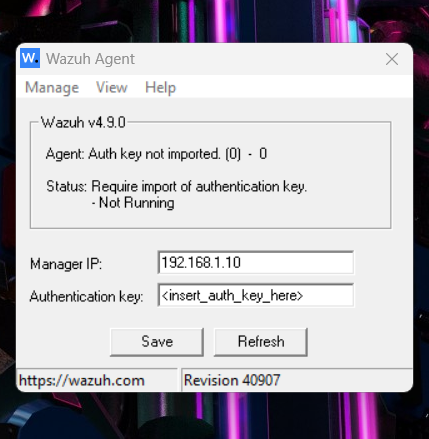 W. Wazuh Agent
Manage View Help
Wazuh v4.9.0
Agent: Auth key not imported. (0) - 0
Status: Require import of authentication key.
- Not Running
Manager IP: 192.168.1.10
Authentication key: <insert_auth_key_here>
Save Refresh
https://wazuh.com Revision 40907